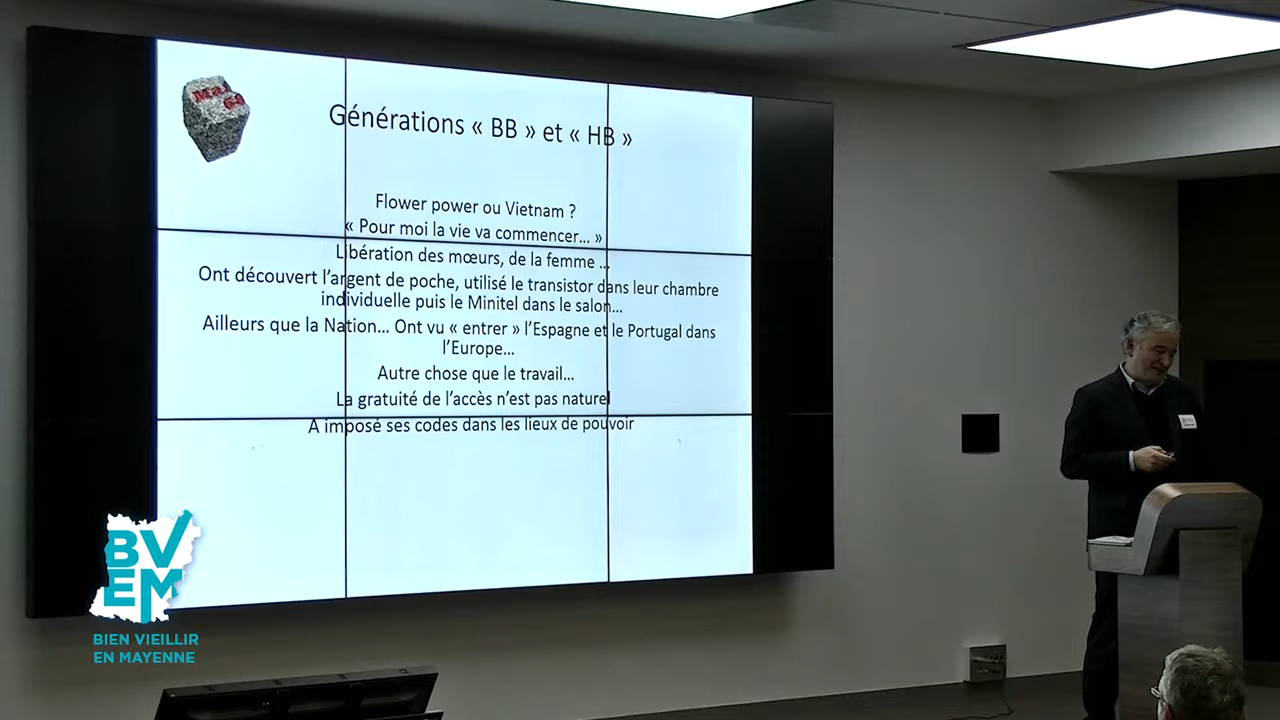 Mai
68
Générations « BB » et « HB »
Flower power ou Vietnam ?
« Pour moi la vie va commencer... »
Libération des mœurs, de la femme ...
Ont découvert l'argent de poche, utilisé le transistor dans leur chambre
individuelle puis le Minitel dans le salon...
Ailleurs que la Nation... Ont vu « entrer » l'Espagne et le Portugal dans
l'Europe...
Autre chose que le travail...
La gratuité de l'accès n'est pas naturel
A imposé ses codes dans les lieux de pouvoir
BV
EM
BIEN VIEILLIR
EN MAYENNE